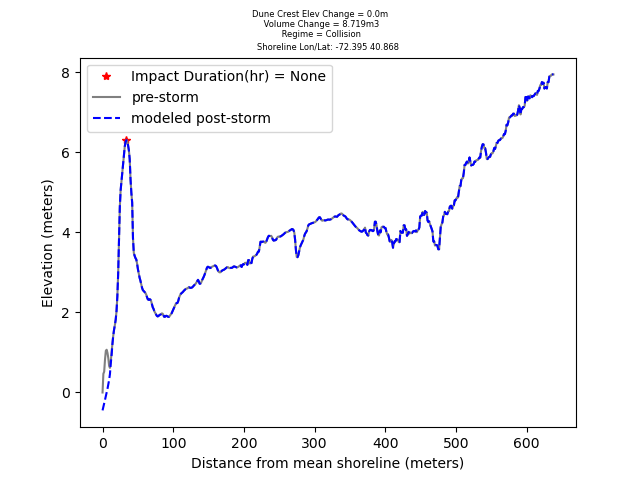 Dune Crest Elev Change = 0.0m
Volume Change = 8.719m3
Regime = Collision
Shoreline Lon/Lat: -72.395 40.868
Impact Duration(hr) = None
pre-storm
modeled post-storm
8
6
4
2
0
Elevation (meters)
0 100 200 300 400 500 600
Distance from mean shoreline (meters)